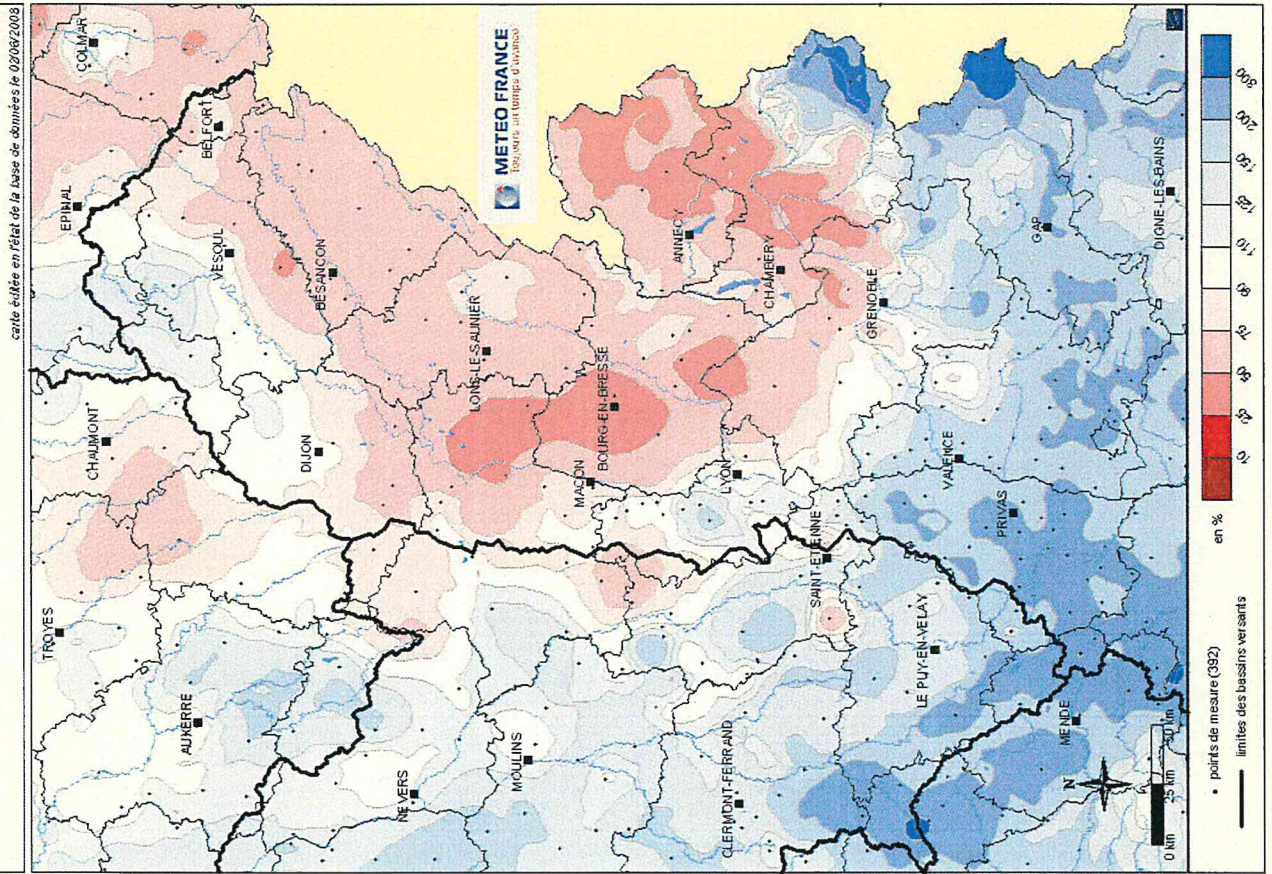 carte éditée en l'état de la base de données le 02/06/2008
COLMAR
EPINAL
BELFORT
CHAUMONT
TROYES
VESOUL
AUXERRE
DIJON
BESANCON
NEVERS
LONS-LE-SAUNIER
METEO FRANCE
Toujours un temps d'avance
MOULINS
MACON
BOURG-EN-BRESSE
ANNECY
CLERMONT-FERRAND
LYON
CHAMBERY
SAINT-ETIENNE
GRENOBLE
LE PUY-EN-VELAY
VALENCE
PRIVAS
GAP
MENDE
DIGNE-LES-BAINS
N
0 km 25 km 50 km
points de mesure (392)
limites des bassins versants
en %
10 25 50 75 90 110 125 150 200 300